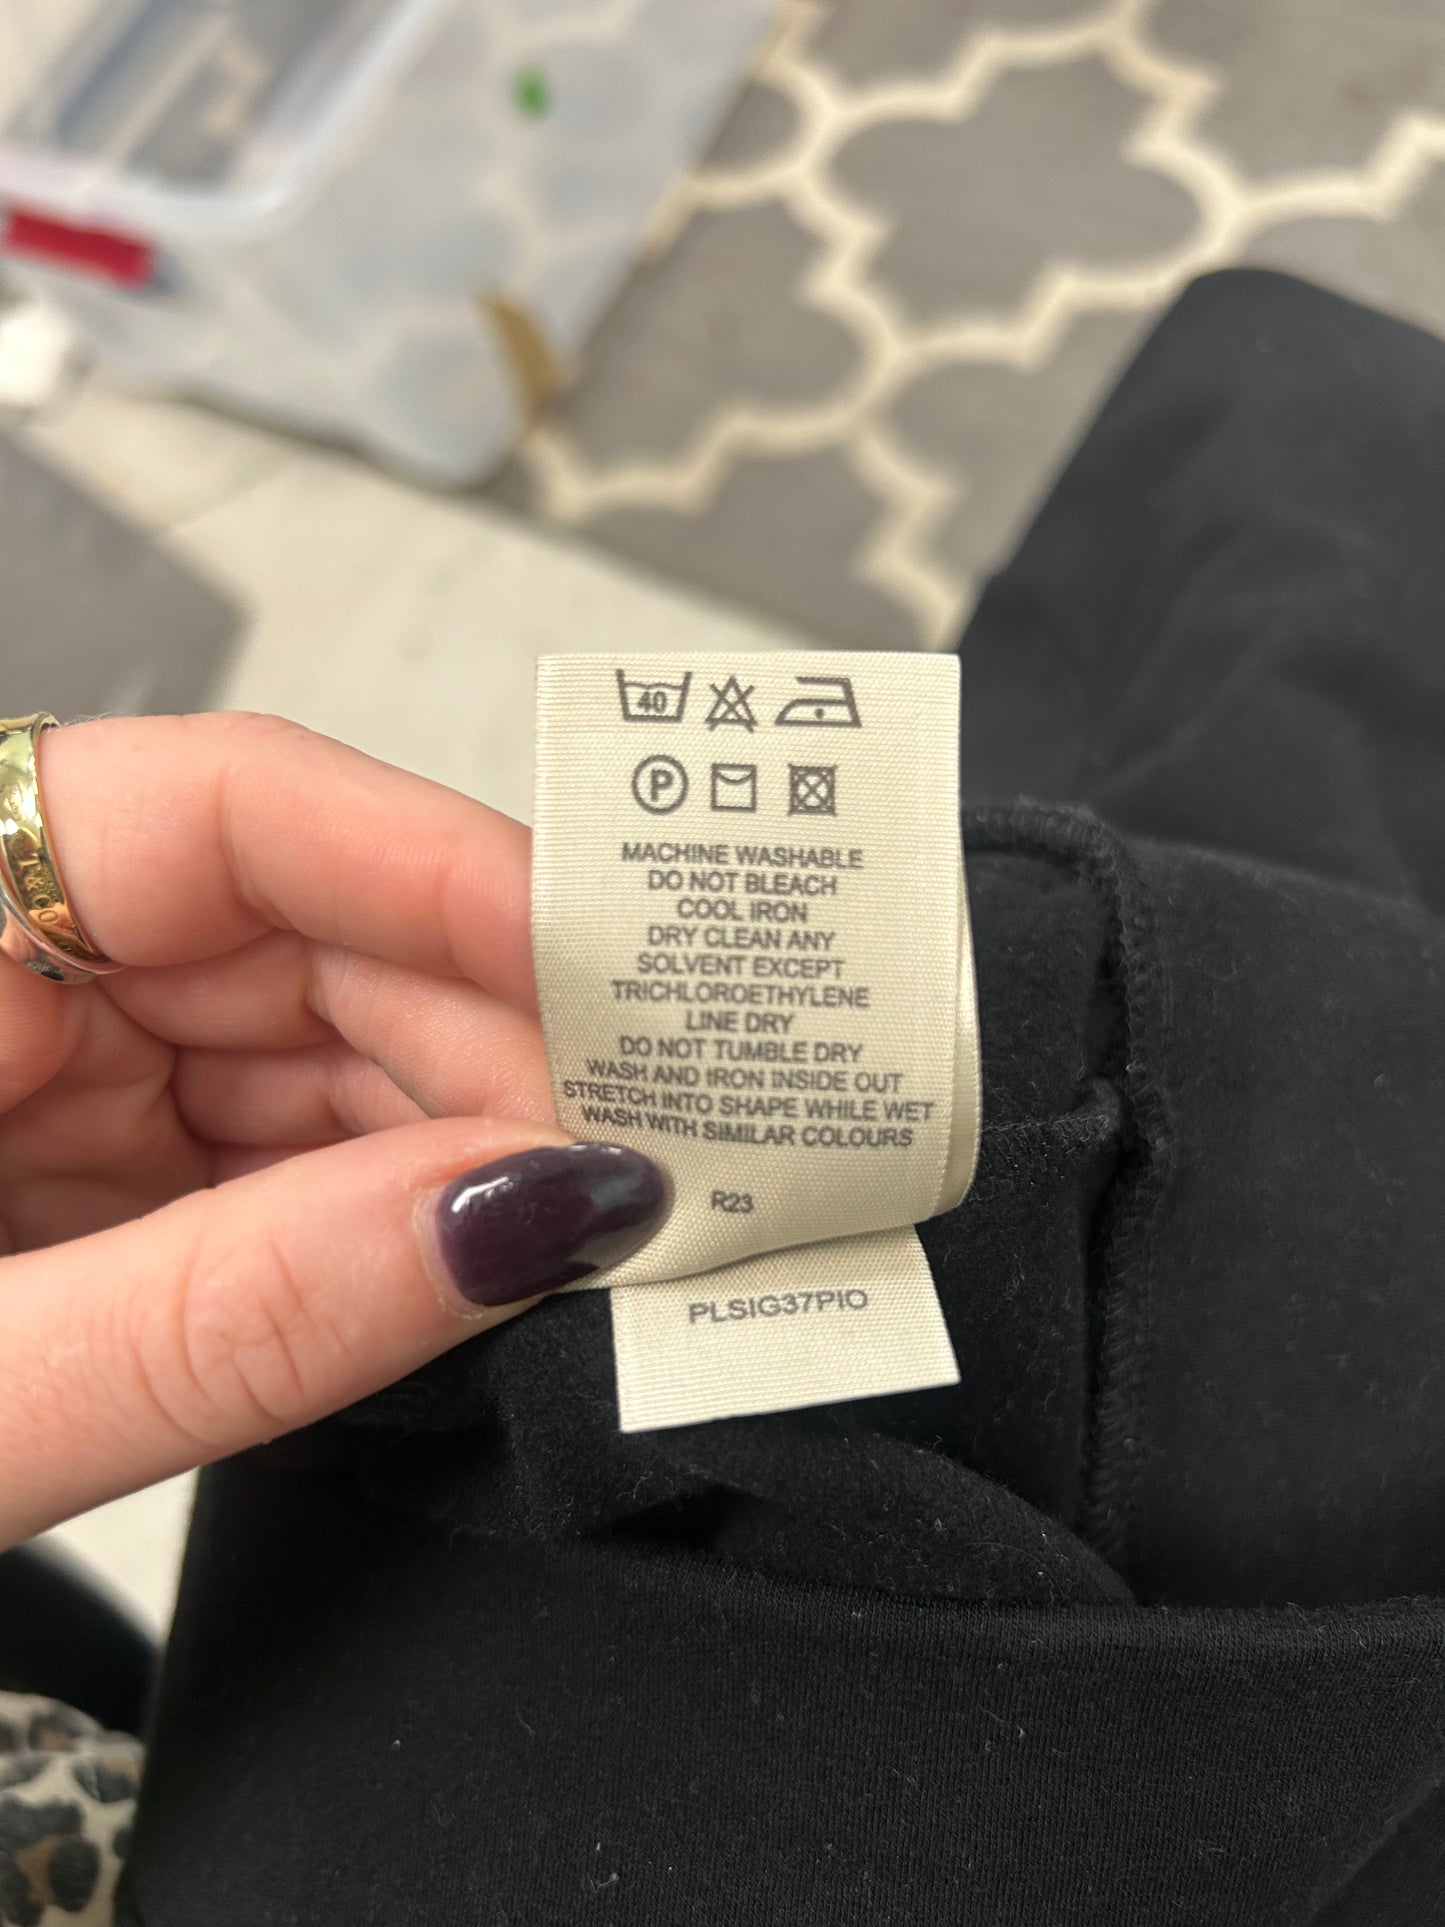 40
P
MACHINE WASHABLE
DO NOT BLEACH
COOL IRON
DRY CLEAN ANY
SOLVENT EXCEPT
TRICHLOROETHYLENE
LINE DRY
DO NOT TUMBLE DRY
WASH AND IRON INSIDE OUT
STRETCH INTO SHAPE WHILE WET
WASH WITH SIMILAR COLOURS
R23
PLSIG37PIO
T&CO